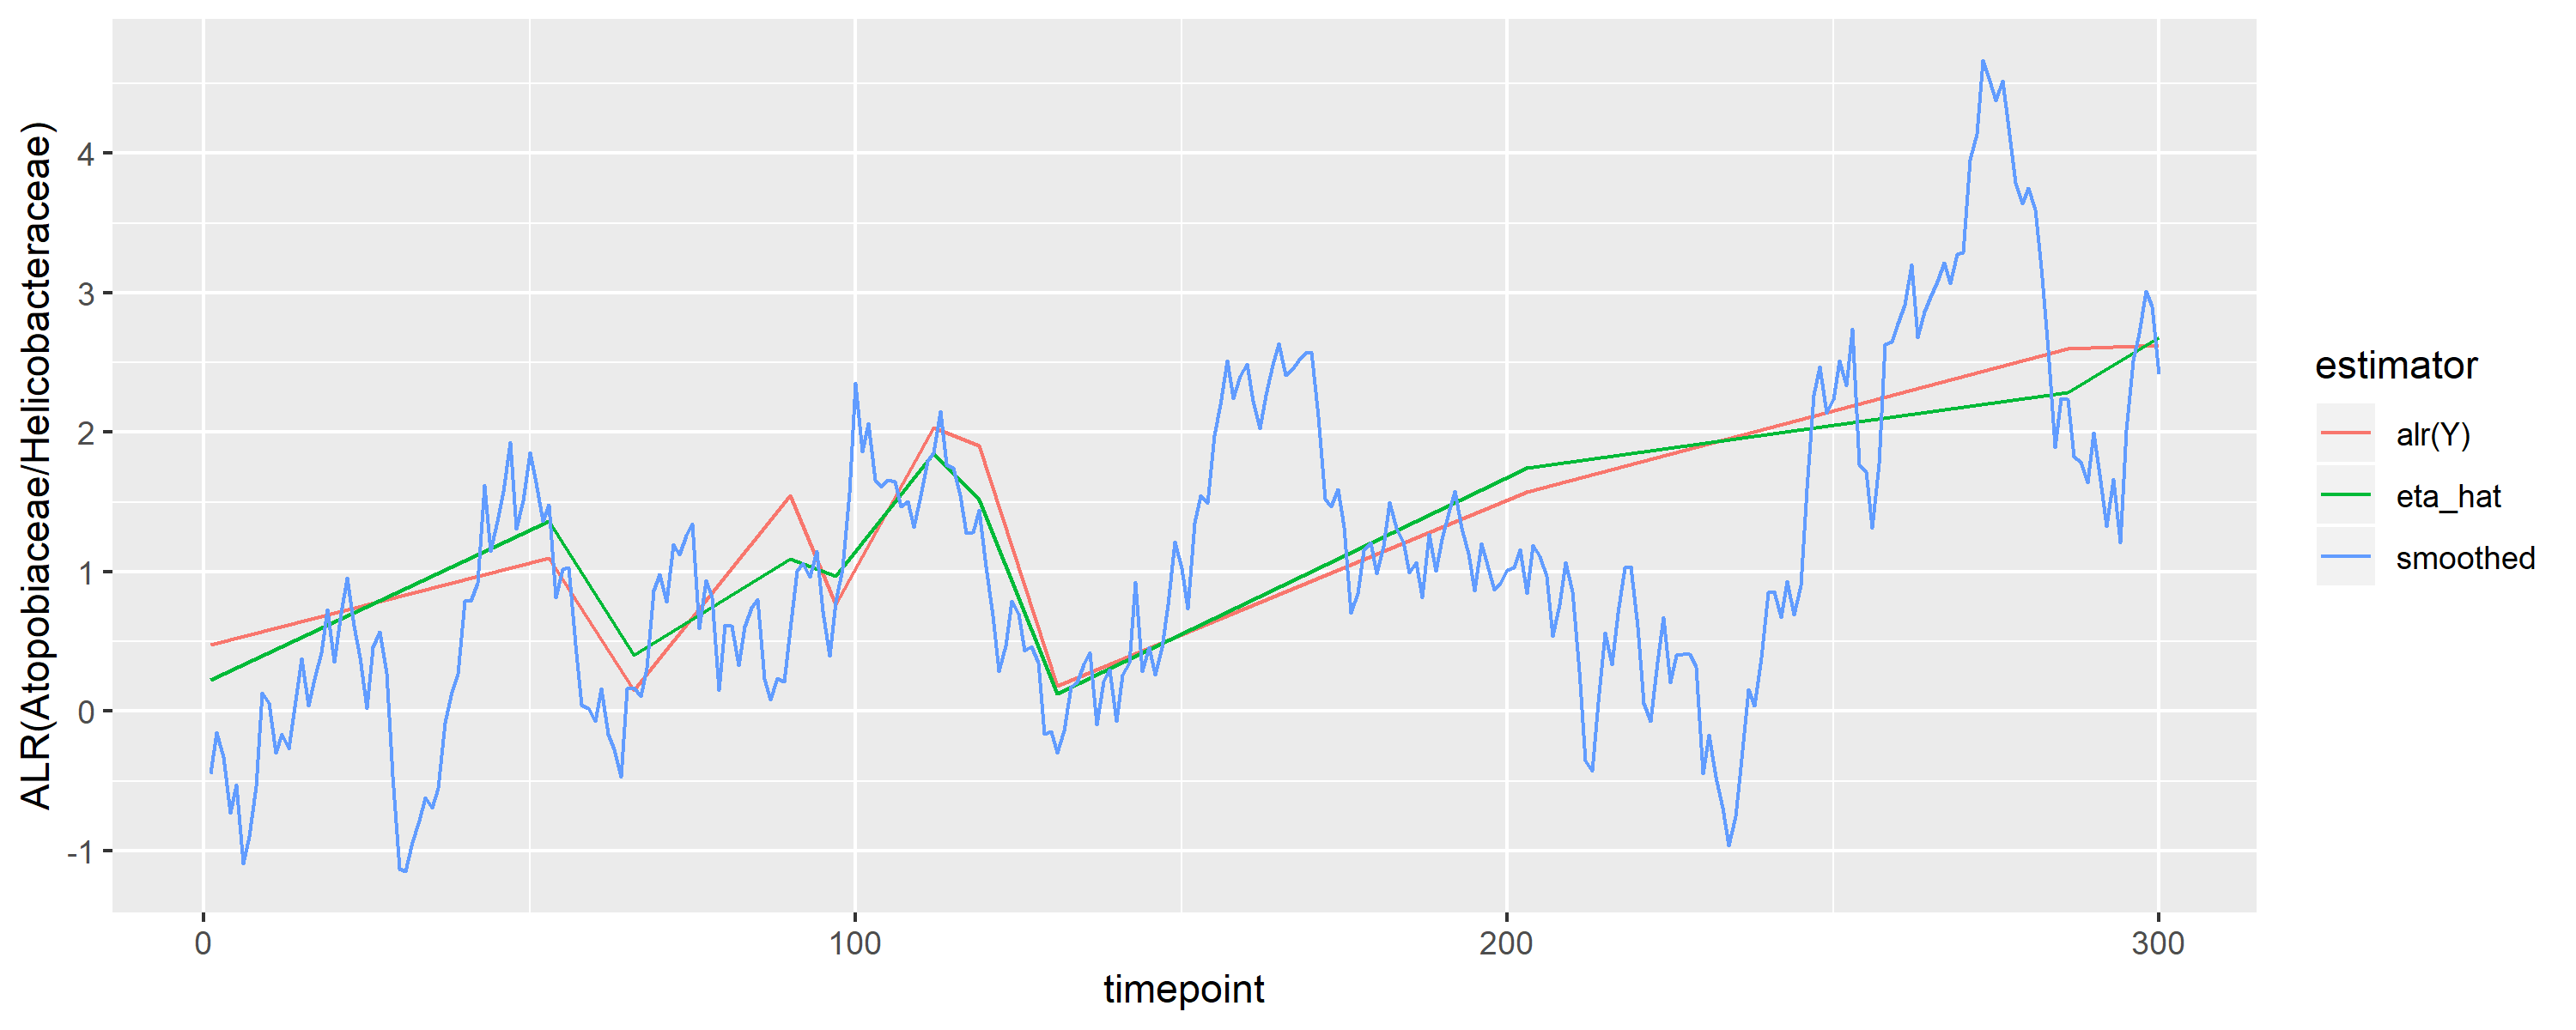 ALR(Atopobiaceae/Helicobacteraceae)
4
3
2
1
0
-1
0 100 200 300
timepoint
estimator
alr(Y)
eta_hat
smoothed